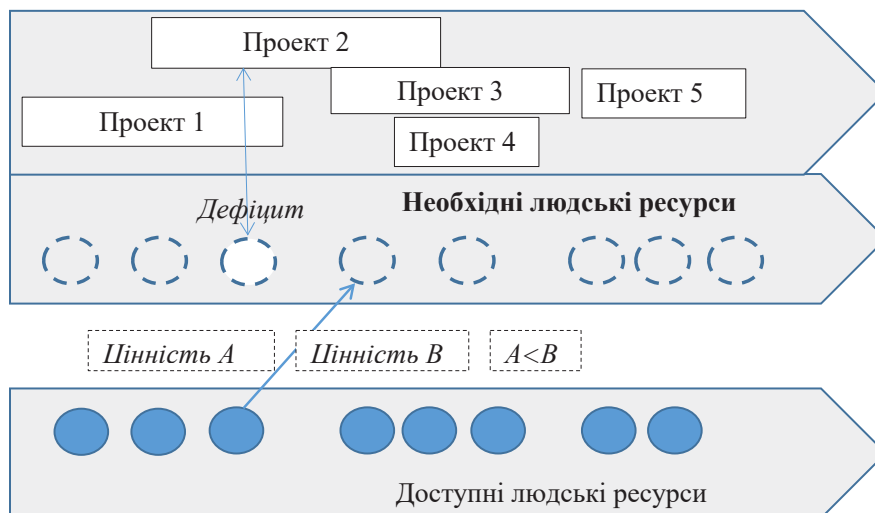 Проект 2
Проект 3
Проект 5
Проект 1
Проект 4
Дефіцит
Необхідні людські ресурси
Цінність А
Цінність В
А<В
Доступні людські ресурси